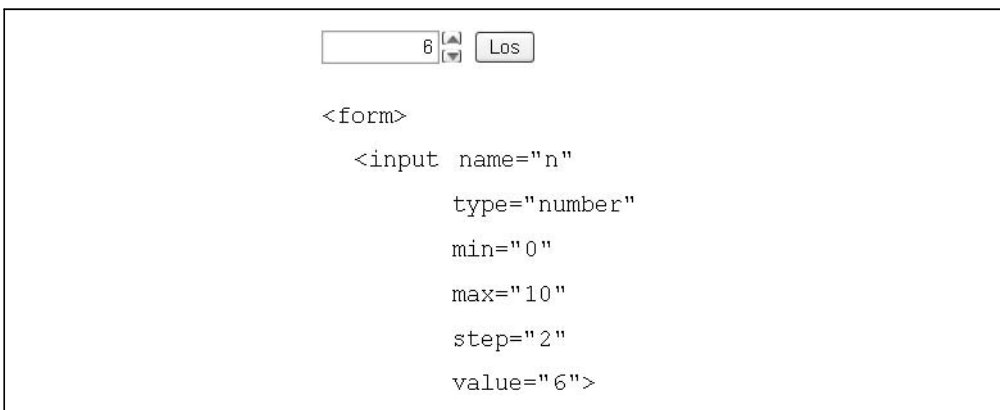 6 Los
<form>
<input name="n"
type="number"
min="0"
max="10"
step="2"
value="6">